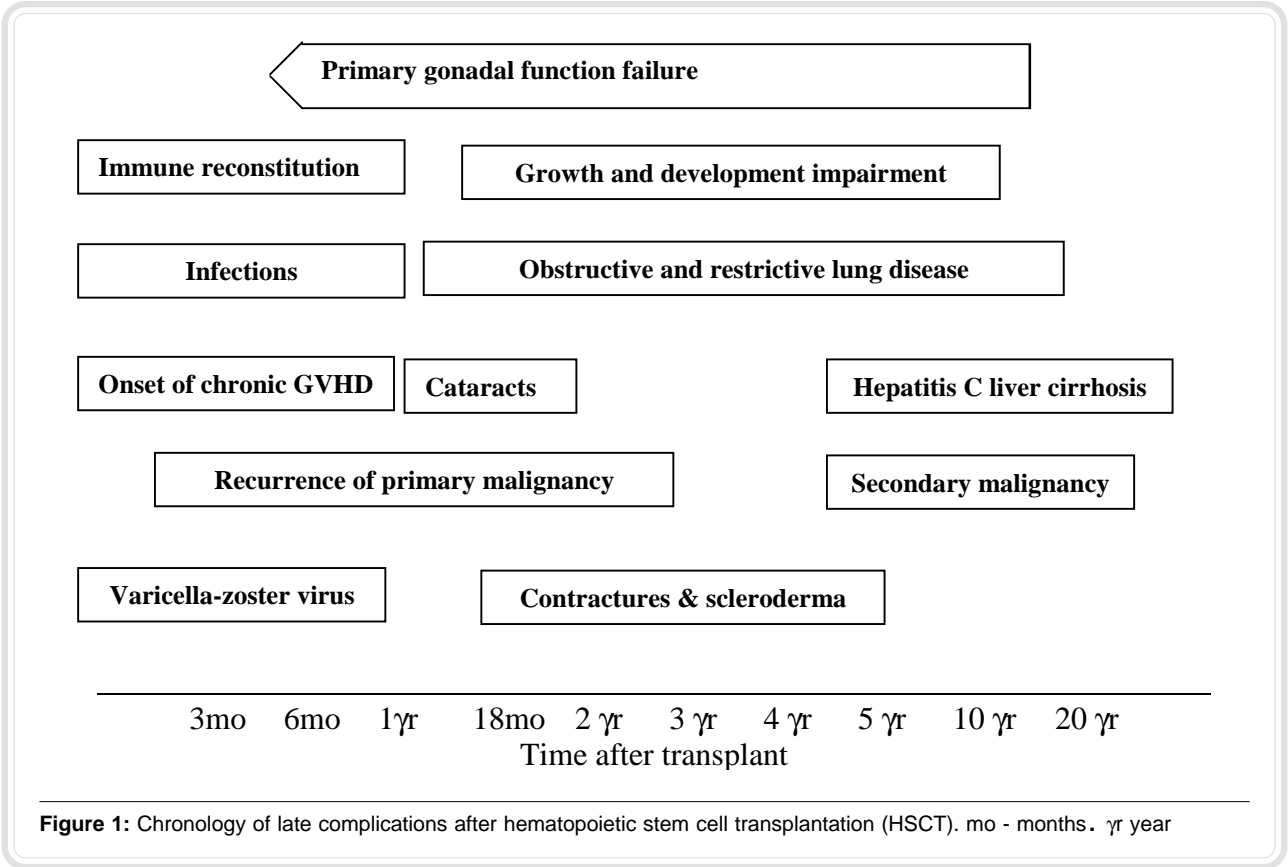 Primary gonadal function failure
Immune reconstitution
Growth and development impairment
Infections
Obstructive and restrictive lung disease
Onset of chronic GVHD
Cataracts
Hepatitis C liver cirrhosis
Recurrence of primary malignancy
Secondary malignancy
Varicella-zoster virus
Contractures & scleroderma
3mo 6mo 1γr 18mo 2 γr 3 γr 4 γr 5 γr 10 γr 20 γr
Time after transplant
Figure 1: Chronology of late complications after hematopoietic stem cell transplantation (HSCT). mo - months. γr year